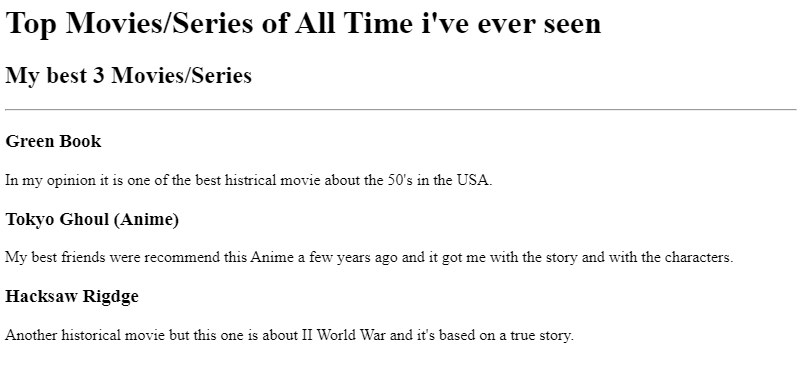 Top Movies/Series of All Time i've ever seen
My best 3 Movies/Series
Green Book
In my opinion it is one of the best histrical movie about the 50's in the USA.
Tokyo Ghoul (Anime)
My best friends were recommend this Anime a few years ago and it got me with the story and with the characters.
Hacksaw Rigdge
Another historical movie but this one is about II World War and it's based on a true story.